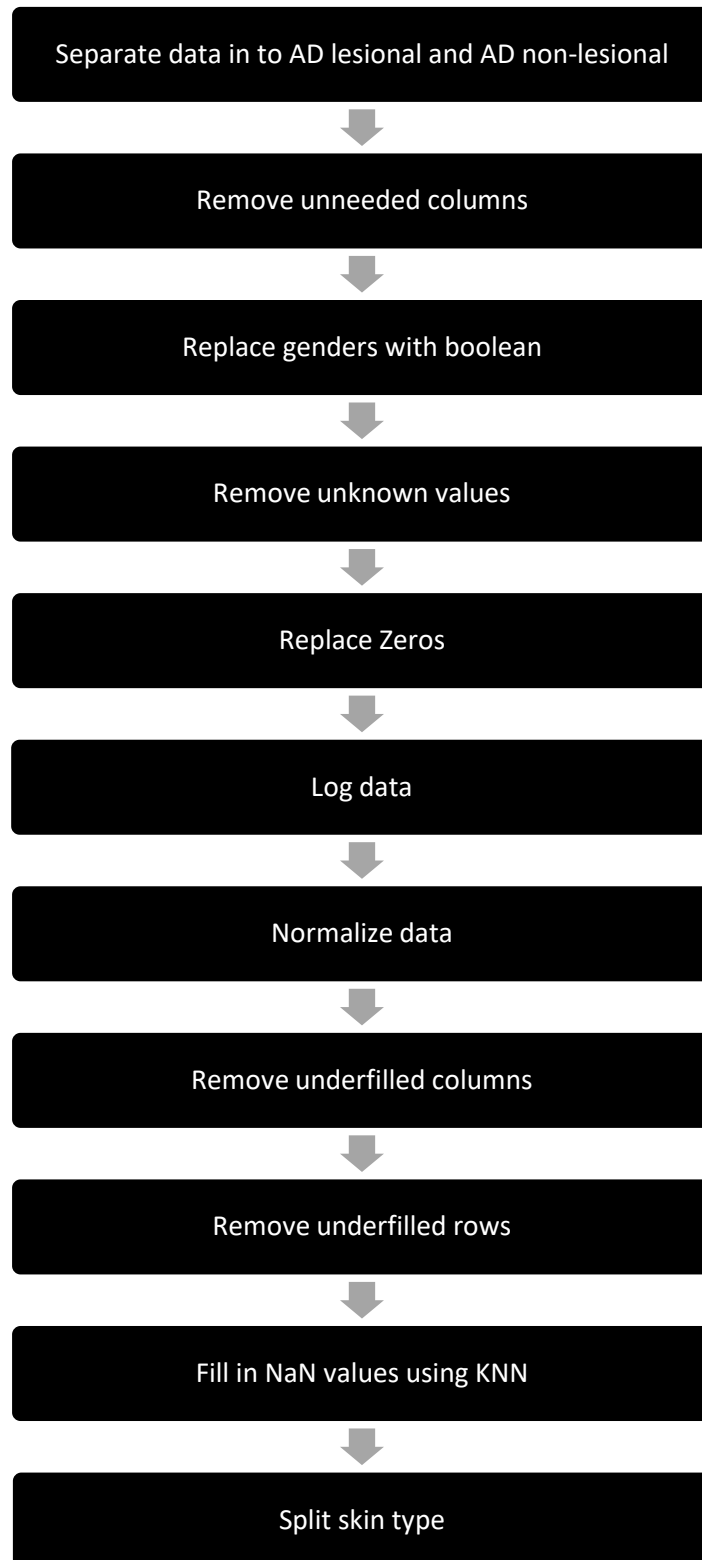 Separate data in to AD lesional and AD non-lesional
Remove unneeded columns
Replace genders with boolean
Remove unknown values
Replace Zeros
Log data
Normalize data
Remove underfilled columns
Remove underfilled rows
Fill in NaN values using KNN
Split skin type